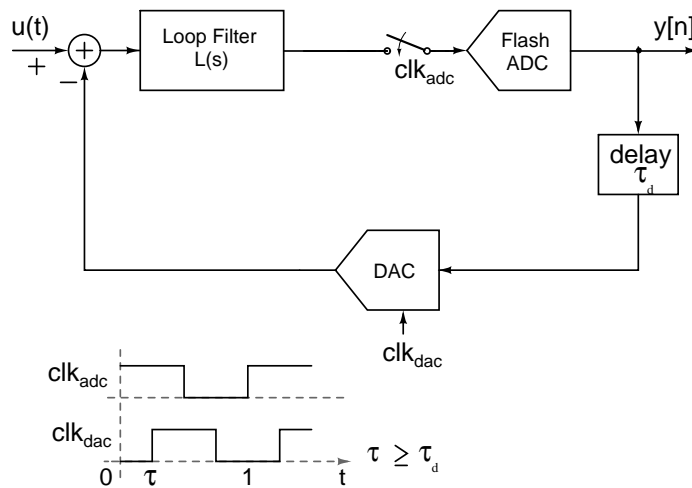 u(t)
+
+
−
Loop Filter
L(s)
clk_adc
Flash
ADC
y[n]
delay
τ_d
DAC
clk_dac
clk_adc
clk_dac
0 τ 1 t
τ ≥ τ_d